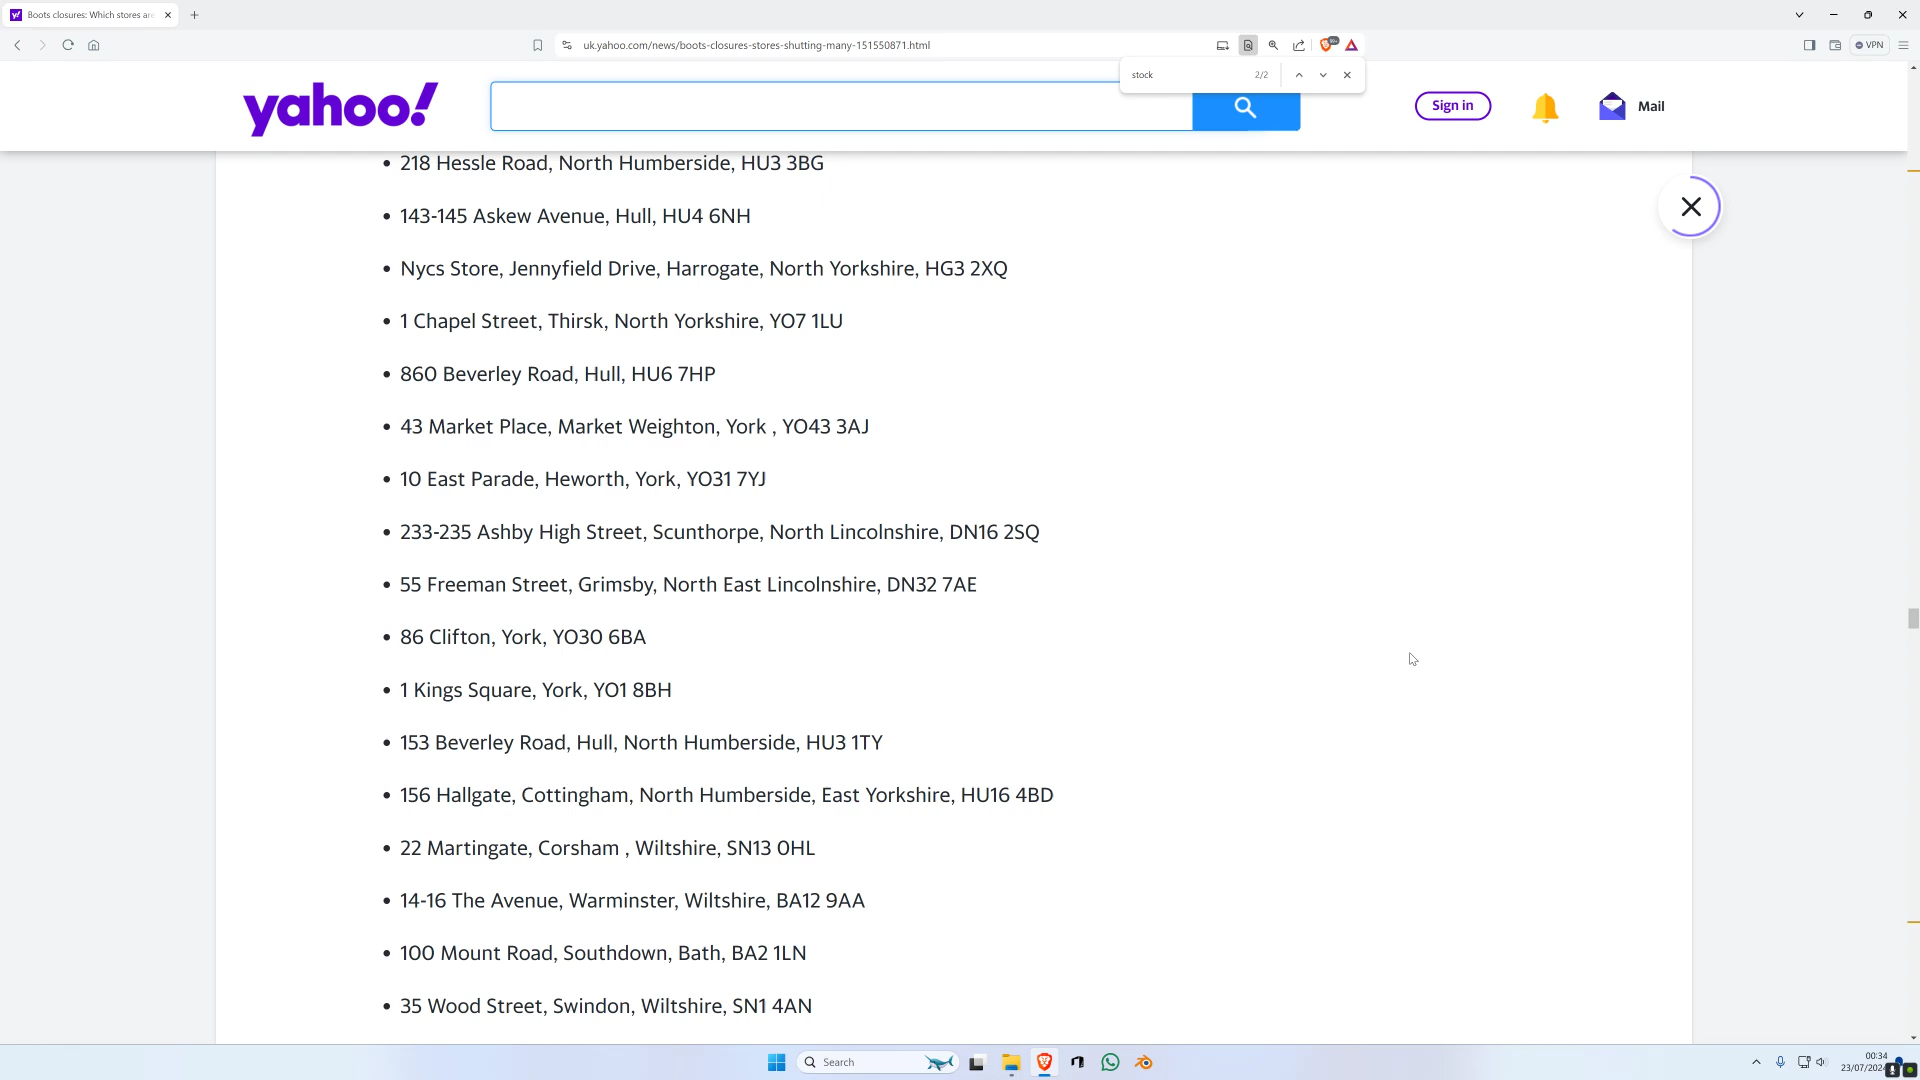 Boots closures: Which stores are
uk.yahoo.com/news/boots-closures-stores-shutting-many-151550871.html
99+
VPN
stock 2/2
yahoo!
Sign in
Mail
• 218 Hessle Road, North Humberside, HU3 3BG
• 143-145 Askew Avenue, Hull, HU4 6NH
• Nycs Store, Jennyfield Drive, Harrogate, North Yorkshire, HG3 2XQ
• 1 Chapel Street, Thirsk, North Yorkshire, YO7 1LU
• 860 Beverley Road, Hull, HU6 7HP
• 43 Market Place, Market Weighton, York , YO43 3AJ
• 10 East Parade, Heworth, York, YO31 7YJ
• 233-235 Ashby High Street, Scunthorpe, North Lincolnshire, DN16 2SQ
• 55 Freeman Street, Grimsby, North East Lincolnshire, DN32 7AE
• 86 Clifton, York, YO30 6BA
• 1 Kings Square, York, YO1 8BH
• 153 Beverley Road, Hull, North Humberside, HU3 1TY
• 156 Hallgate, Cottingham, North Humberside, East Yorkshire, HU16 4BD
• 22 Martingate, Corsham , Wiltshire, SN13 0HL
• 14-16 The Avenue, Warminster, Wiltshire, BA12 9AA
• 100 Mount Road, Southdown, Bath, BA2 1LN
• 35 Wood Street, Swindon, Wiltshire, SN1 4AN
Search
00:34
23/07/2024